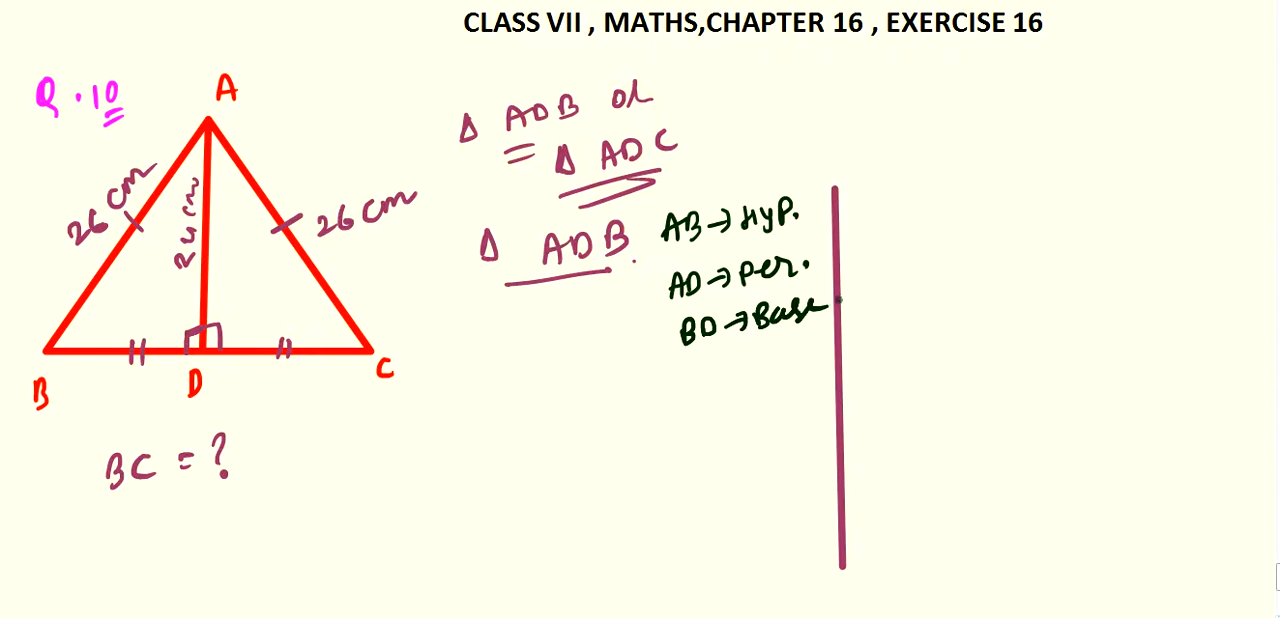 CLASS VII , MATHS,CHAPTER 16 , EXERCISE 16
Q.10
A
26 cm
24 cm
26 cm
B
D
C
BC = ?
Δ ADB or
Δ ADC
Δ ADB.
AB → Hyp.
AD → Per.
BD → Base